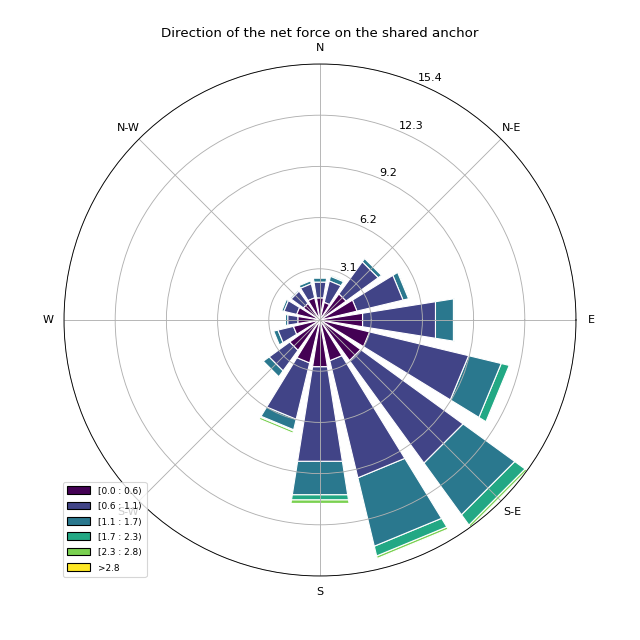 Direction of the net force on the shared anchor
N
N-W
N-E
15.4
12.3
9.2
6.2
3.1
W
E
[0.0 : 0.6)
[0.6 : 1.1)
[1.1 : 1.7)
[1.7 : 2.3)
[2.3 : 2.8)
>2.8
S-W
S-E
S